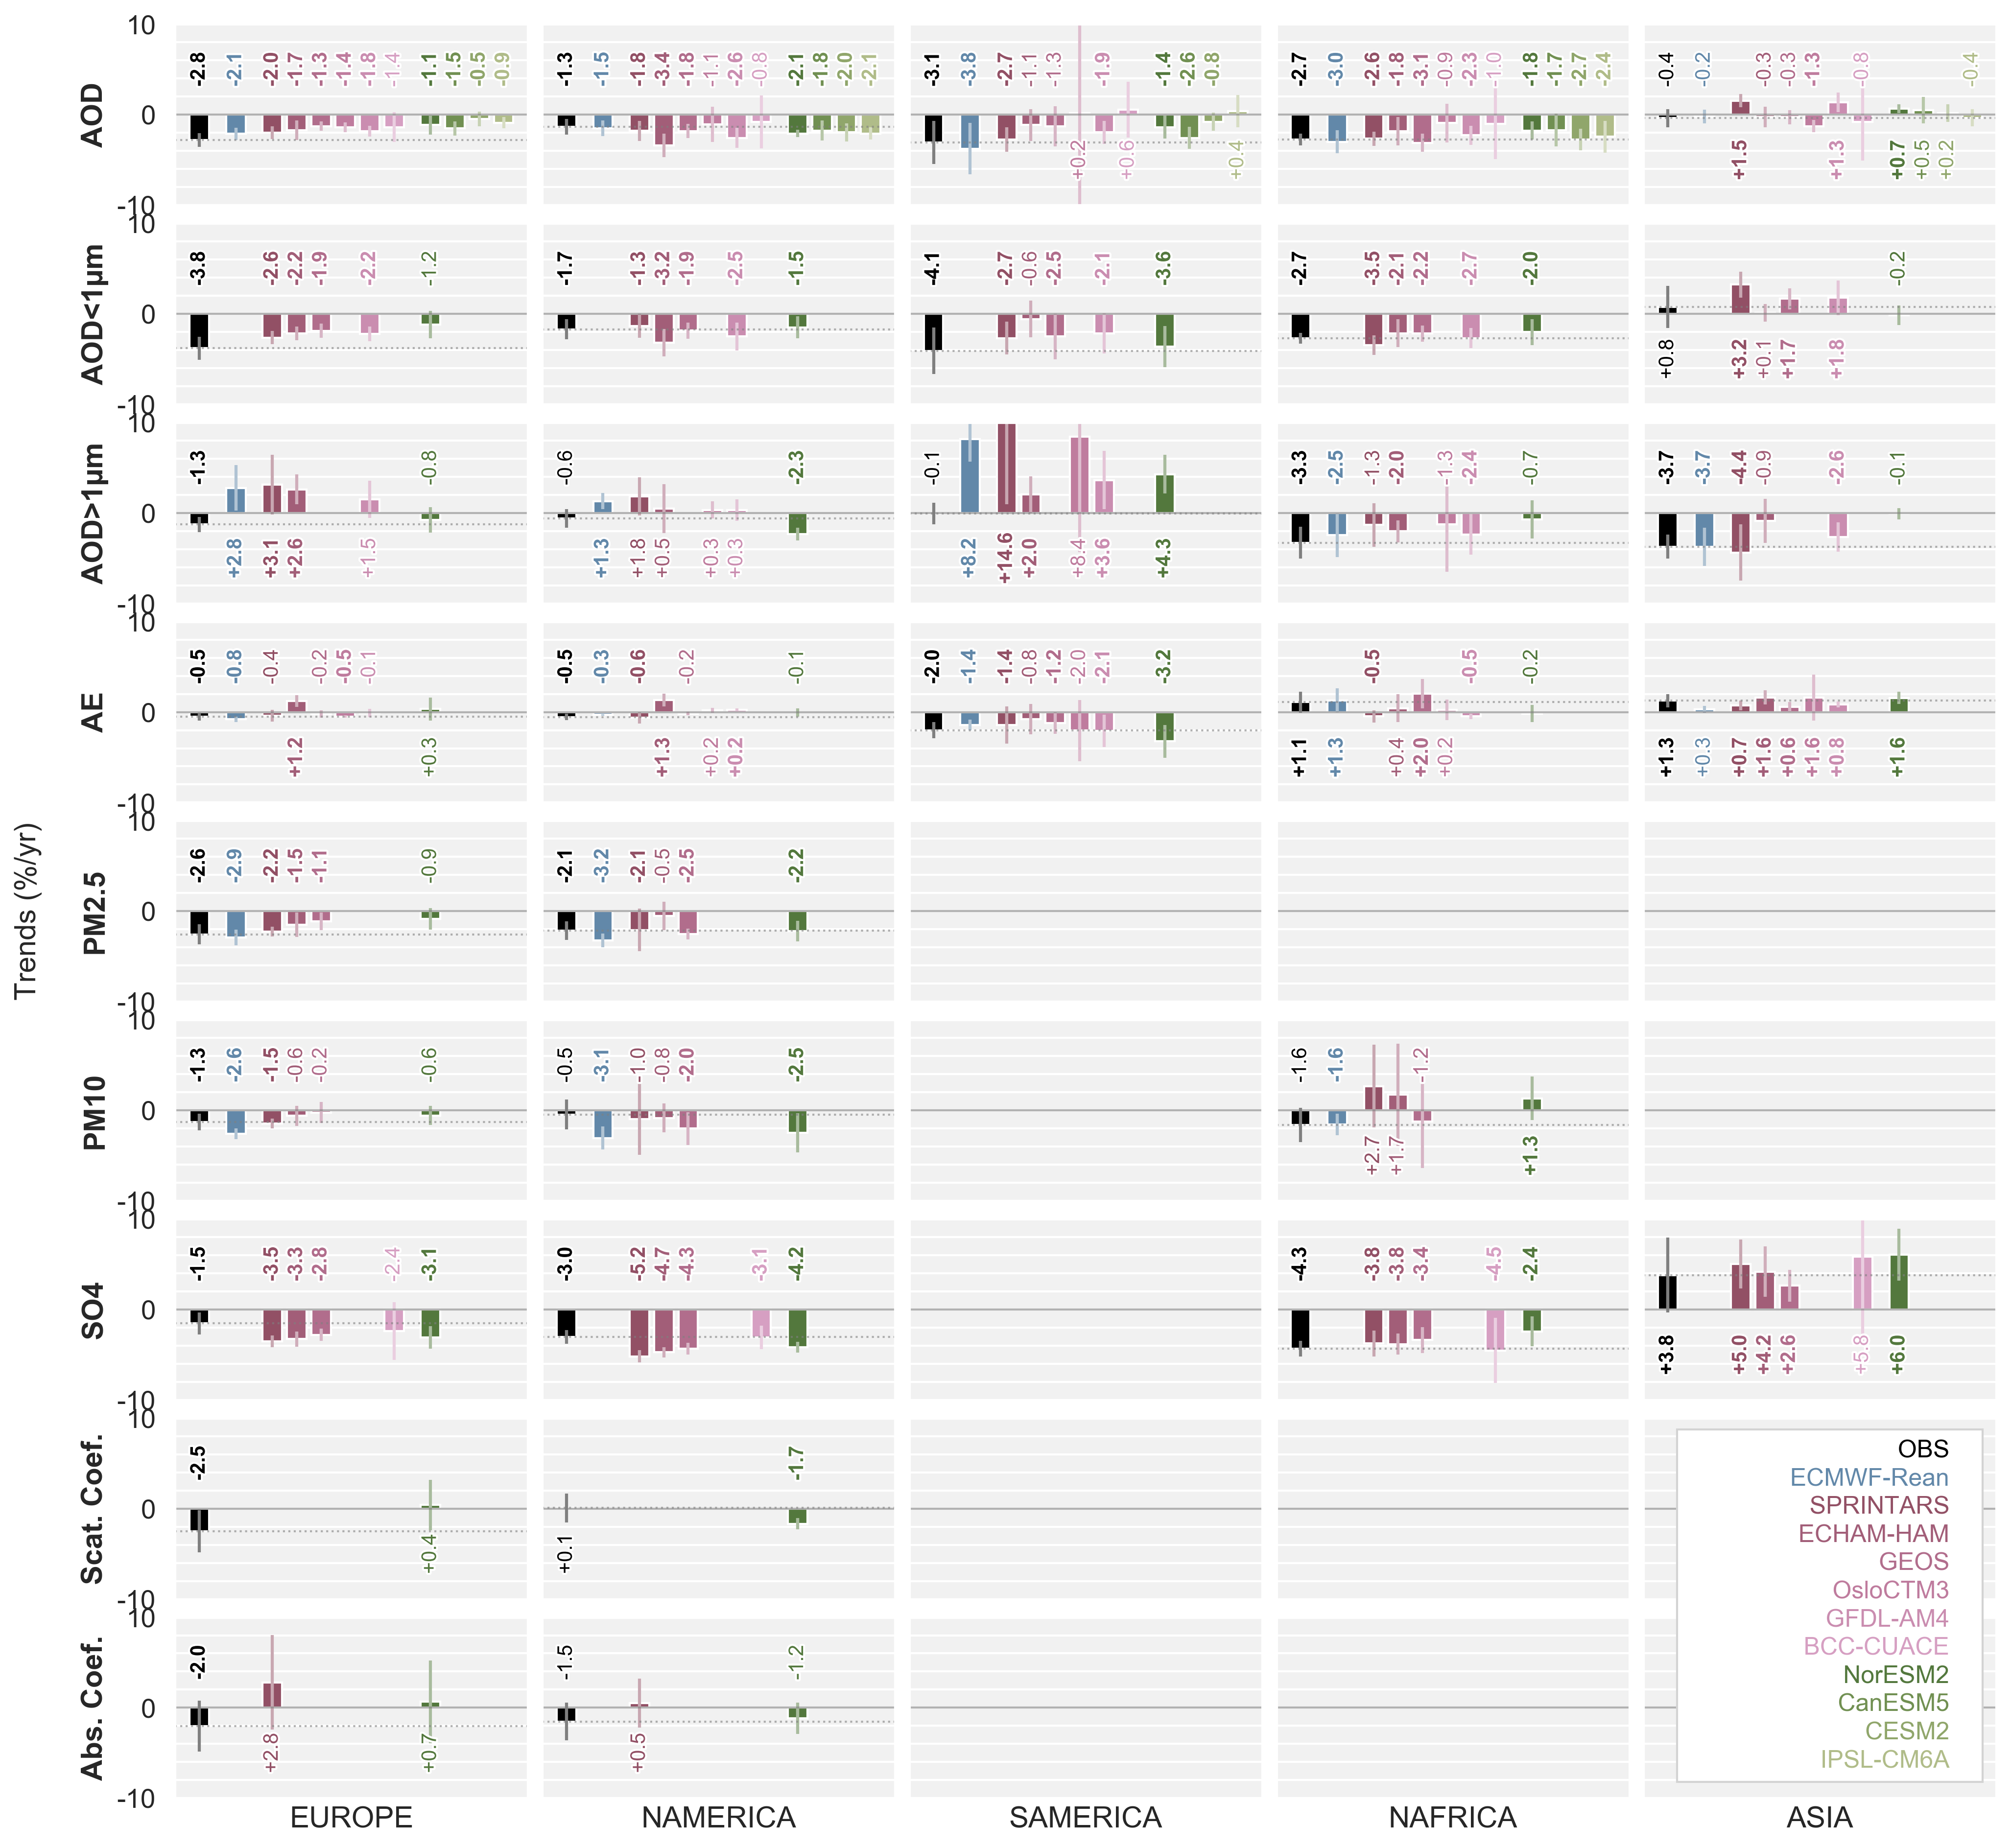 Trends (%/yr)
AOD
10
0
-10
-2.8 -2.1 -2.0 -1.7 -1.3 -1.4 -1.8 -1.4 -1.1 -1.5 -0.5 -0.9
-1.3 -1.5 -1.8 -3.4 -1.8 -1.1 -2.6 -0.8 -2.1 -1.8 -2.0 -2.1
-3.1 -3.8 -2.7 -1.1 -1.3 +0.2 -1.9 +0.6 -1.4 -2.6 -0.8 +0.4
-2.7 -3.0 -2.6 -1.8 -3.1 -0.9 -2.3 -1.0 -1.8 -1.7 -2.7 -2.4
-0.4 -0.2 +1.5 -0.3 -0.3 -1.3 +1.3 -0.8 +0.7 +0.5 +0.2 -0.4
AOD<1µm
10
0
-10
-3.8 -2.6 -2.2 -1.9 -2.2 -1.2
-1.7 -1.3 -3.2 -1.9 -2.5 -1.5
-4.1 -2.7 -0.6 -2.5 -2.1 -3.6
-2.7 -3.5 -2.1 -2.2 -2.7 -2.0
+0.8 +3.2 +0.1 +1.7 +1.8 -0.2
AOD>1µm
10
0
-10
-1.3 +2.8 +3.1 +2.6 +1.5 -0.8
-0.6 +1.3 +1.8 +0.5 +0.3 +0.3 -2.3
-0.1 +8.2 +14.6 +2.0 +8.4 +3.6 +4.3
-3.3 -2.5 -1.3 -2.0 -1.3 -2.4 -0.7
-3.7 -3.7 -4.4 -0.9 -2.6 -0.1
AE
10
0
-10
-0.5 -0.8 -0.4 +1.2 -0.2 -0.5 -0.1 +0.3
-0.5 -0.3 -0.6 +1.3 -0.2 +0.2 +0.2 -0.1
-2.0 -1.4 -1.4 -0.8 -1.2 -2.0 -2.1 -3.2
+1.1 +1.3 -0.5 +0.4 +2.0 +0.2 -0.5 -0.2
+1.3 +0.3 +0.7 +1.6 +0.6 +1.6 +0.8 +1.6
PM2.5
10
0
-10
-2.6 -2.9 -2.2 -1.5 -1.1 -0.9
-2.1 -3.2 -2.1 -0.5 -2.5 -2.2
PM10
10
0
-10
-1.3 -2.6 -1.5 -0.6 -0.2 -0.6
-0.5 -3.1 -1.0 -0.8 -2.0 -2.5
-1.6 -1.6 +2.7 +1.7 -1.2 +1.3
SO4
10
0
-10
-1.5 -3.5 -3.3 -2.8 -2.4 -3.1
-3.0 -5.2 -4.7 -4.3 -3.1 -4.2
-4.3 -3.8 -3.8 -3.4 -4.5 -2.4
+3.8 +5.0 +4.2 +2.6 +5.8 +6.0
Scat. Coef.
10
0
-10
-2.5 +0.4
+0.1 -1.7
Abs. Coef.
10
0
-10
-2.0 +2.8 +0.7
-1.5 +0.5 -1.2
OBS
ECMWF-Rean
SPRINTARS
ECHAM-HAM
GEOS
OsloCTM3
GFDL-AM4
BCC-CUACE
NorESM2
CanESM5
CESM2
IPSL-CM6A
EUROPE NAMERICA SAMERICA NAFRICA ASIA